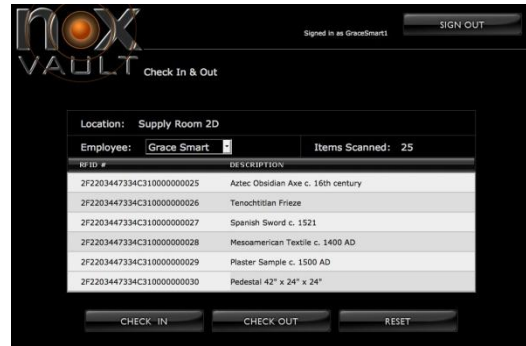 nox
VAULT
Signed in as GraceSmart1
SIGN OUT
Check In & Out
Location: Supply Room 2D
Employee: Grace Smart Items Scanned: 25
RFID # DESCRIPTION
2F2203447334C310000000025 Aztec Obsidian Axe c. 16th century
2F2203447334C310000000026 Tenochtitlan Frieze
2F2203447334C310000000027 Spanish Sword c. 1521
2F2203447334C310000000028 Mesoamerican Textile c. 1400 AD
2F2203447334C310000000029 Plaster Sample c. 1500 AD
2F2203447334C310000000030 Pedestal 42" x 24" x 24"
CHECK IN CHECK OUT RESET